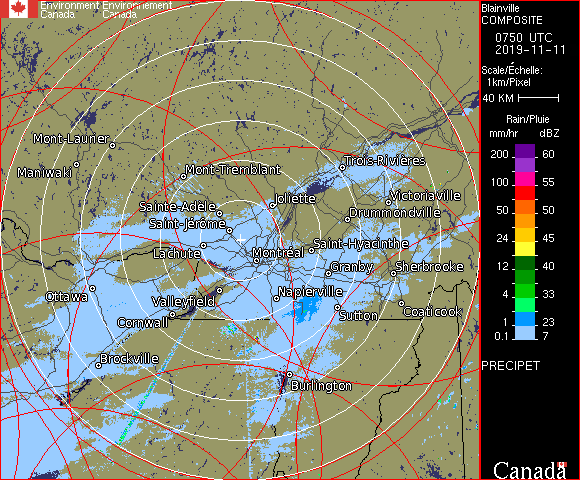 Environment Environnement
Canada Canada
Blainville
COMPOSITE
0750 UTC
2019-11-11
Scale/Échelle:
1km/Pixel
40 KM
Rain/Pluie
mm/hr dBZ
200 60
100 55
50 50
24 45
12 40
4 33
1 23
0.1 7
PRECIPET
Canada
Mont-Laurier
Maniwaki
Mont-Tremblant
Trois-Rivières
Joliette
Victoriaville
Sainte-Adèle
Drummondville
Saint-Jérôme
Saint-Hyacinthe
Lachute
Montréal
Granby
Sherbrooke
Ottawa
Valleyfield
Napierville
Cornwall
Sutton
Coaticook
Brockville
Burlington